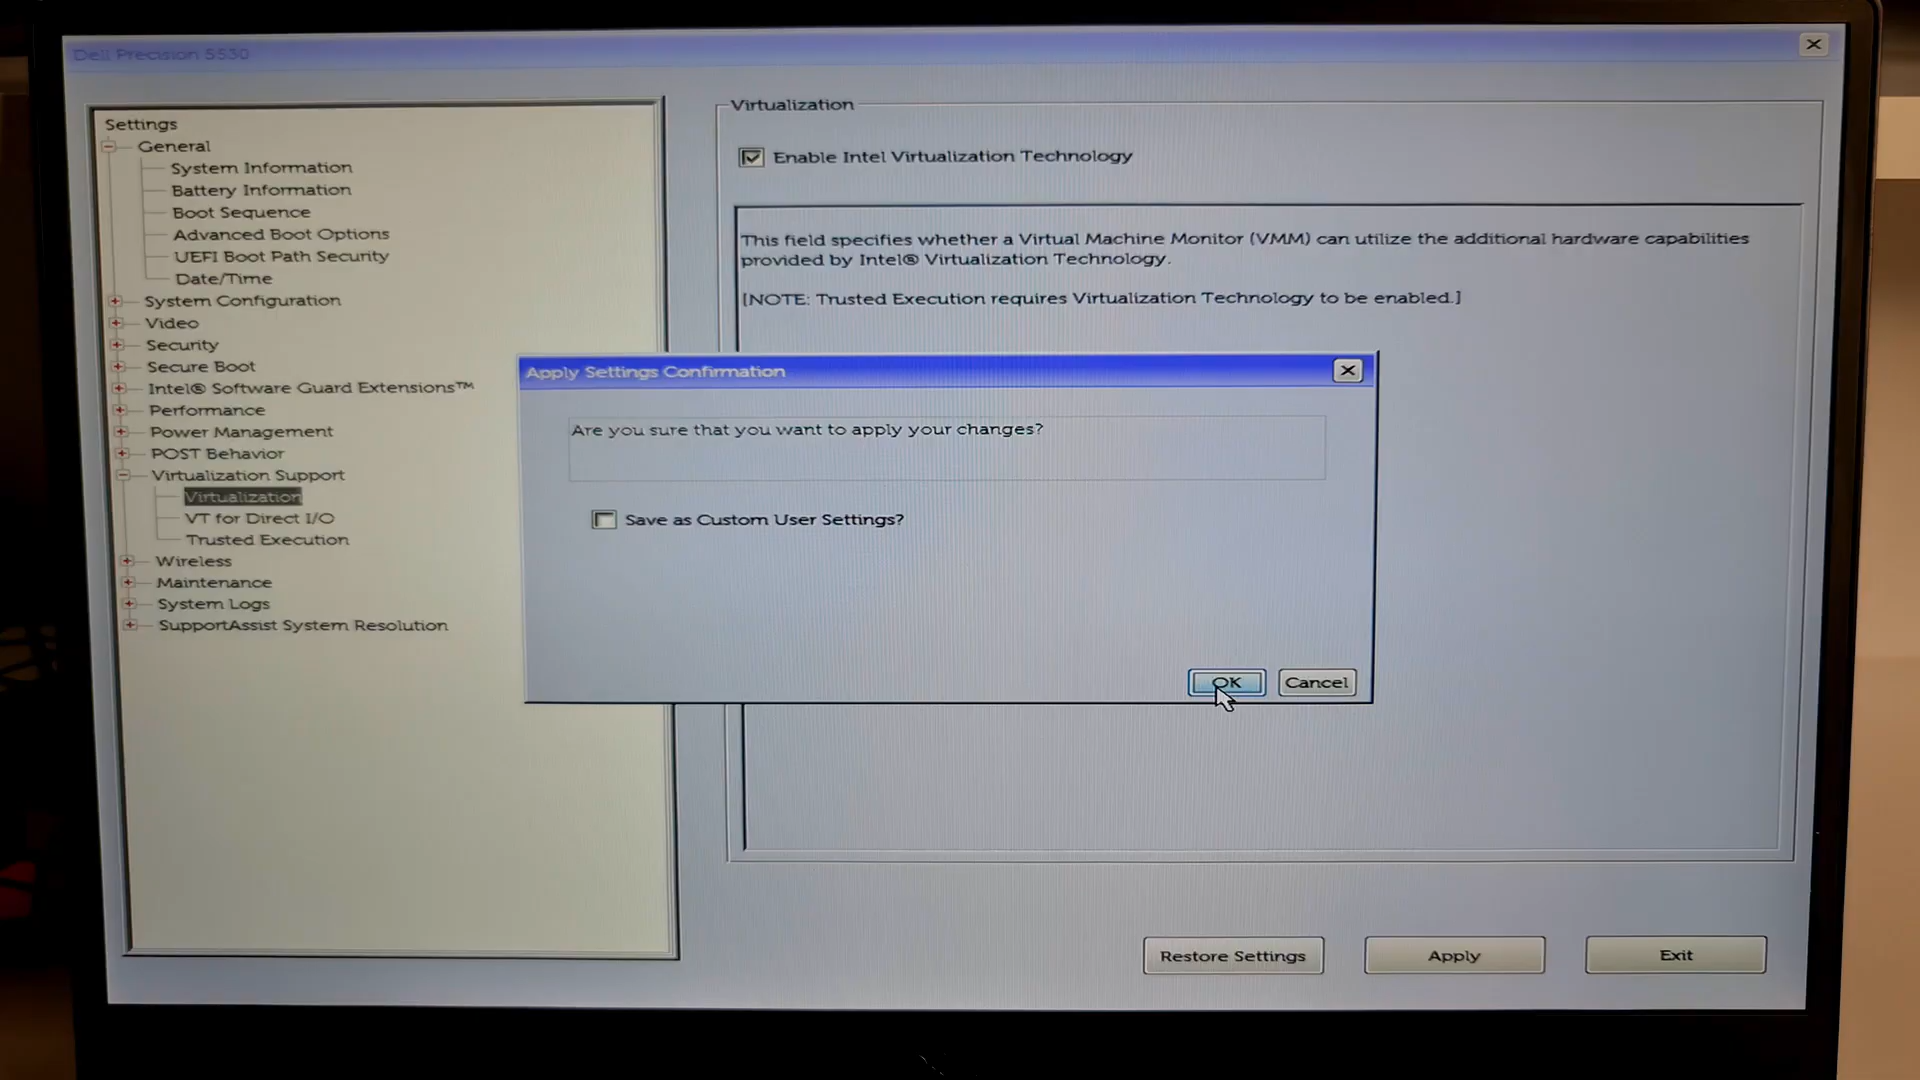 Dell Precision 5530
Settings
General
System Information
Battery Information
Boot Sequence
Advanced Boot Options
UEFI Boot Path Security
Date/Time
System Configuration
Video
Security
Secure Boot
Intel® Software Guard Extensions™
Performance
Power Management
POST Behavior
Virtualization Support
Virtualization
VT for Direct I/O
Trusted Execution
Wireless
Maintenance
System Logs
SupportAssist System Resolution
Virtualization
Enable Intel Virtualization Technology
This field specifies whether a Virtual Machine Monitor (VMM) can utilize the additional hardware capabilities
provided by Intel® Virtualization Technology.
[NOTE: Trusted Execution requires Virtualization Technology to be enabled.]
Apply Settings Confirmation
Are you sure that you want to apply your changes?
Save as Custom User Settings?
OK
Cancel
Restore Settings
Apply
Exit